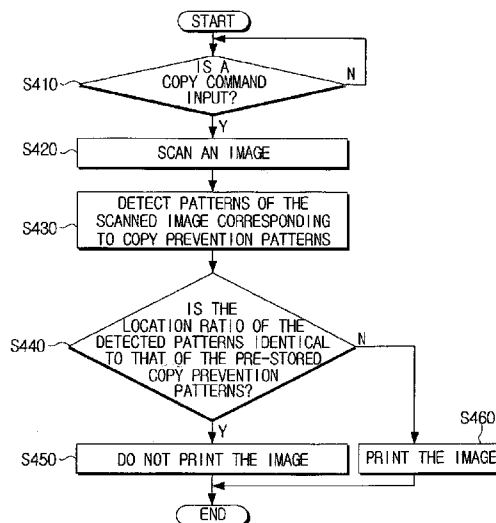 START
IS A
COPY COMMAND
INPUT?
N
S410
Y
S420
SCAN AN IMAGE
DETECT PATTERNS OF THE
SCANNED IMAGE CORRESPONDING
TO COPY PREVENTION PATTERNS
S430
IS THE
LOCATION RATIO OF THE
DETECTED PATTERNS IDENTICAL
TO THAT OF THE PRE-STORED
COPY PREVENTION
PATTERNS?
N
S440
Y
S460
S450
DO NOT PRINT THE IMAGE
PRINT THE IMAGE
END